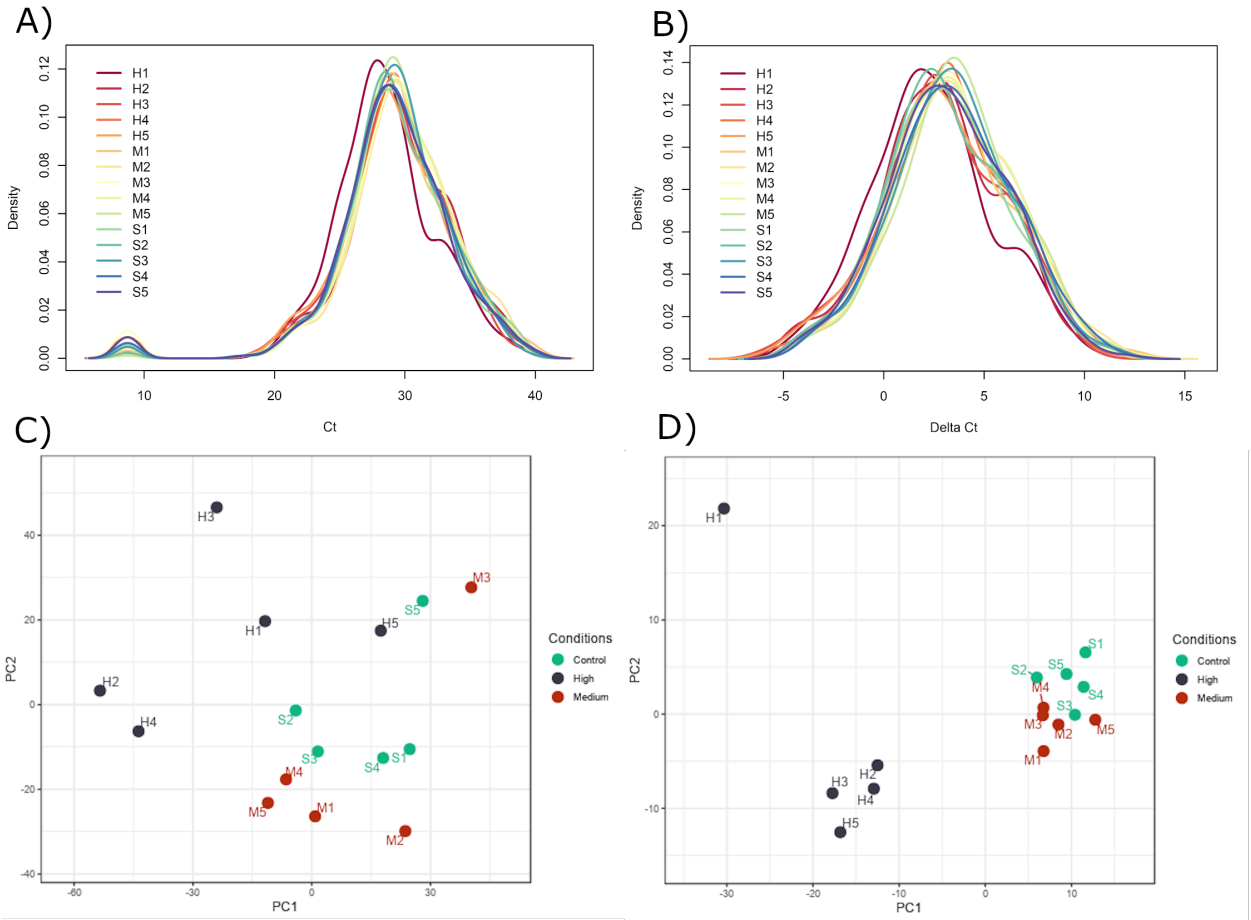 A)
B)
H1
H2
H3
H4
H5
M1
M2
M3
M4
M5
S1
S2
S3
S4
S5
Density
0.00
0.02
0.04
0.06
0.08
0.10
0.12
10
20
30
40
Ct
H1
H2
H3
H4
H5
M1
M2
M3
M4
M5
S1
S2
S3
S4
S5
Density
0.00
0.02
0.04
0.06
0.08
0.10
0.12
0.14
-5
0
5
10
15
Delta Ct
C)
D)
H3
M3
S5
H1
H5
H2
H4
S2
S3
S4
S1
M4
M5
M1
M2
40
20
0
-20
-40
-60
-30
0
30
PC1
PC2
Conditions
Control
High
Medium
H1
S1
S2
S5
M4
S4
S3
M3
M2
M5
M1
H2
H3
H4
H5
20
10
0
-10
-30
-20
-10
0
10
PC1
PC2
Conditions
Control
High
Medium